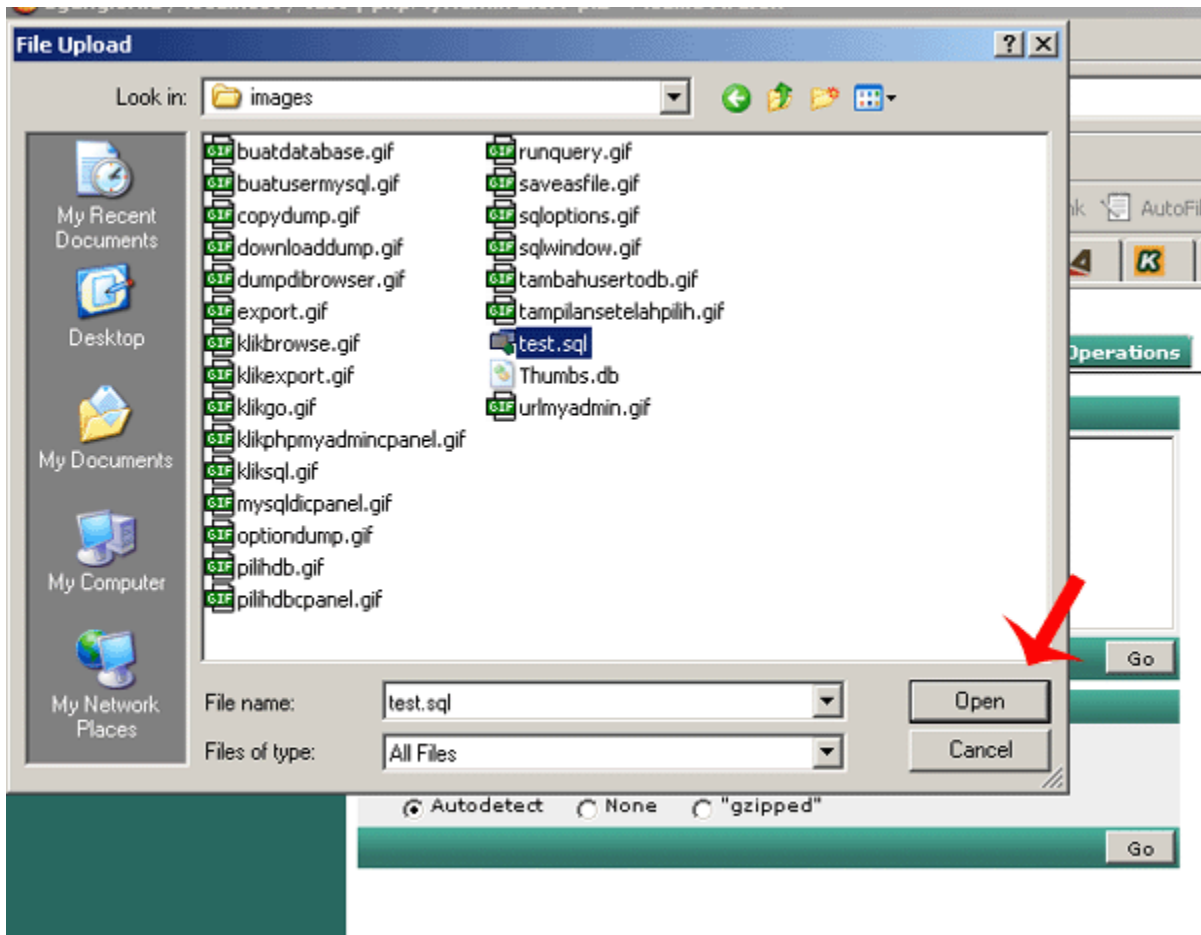 File Upload
Look in:
images
My Recent
Documents
Desktop
My Documents
My Computer
My Network
Places
buatdatabase.gif
buatusermysql.gif
copydump.gif
downloaddump.gif
dumpdibrowser.gif
export.gif
klikbrowse.gif
klikexport.gif
klikgo.gif
klikphpmyadmincpanel.gif
kliksql.gif
mysqldicpanel.gif
optiondump.gif
pilihdb.gif
pilihdbcpanel.gif
runquery.gif
saveasfile.gif
sqloptions.gif
sqlwindow.gif
tambahusertodb.gif
tampilansetelahpilih.gif
test.sql
Thumbs.db
urlmyadmin.gif
File name:
test.sql
Open
Files of type:
All Files
Cancel
AutoFil
Operations
Go
Autodetect None "gzipped"
Go